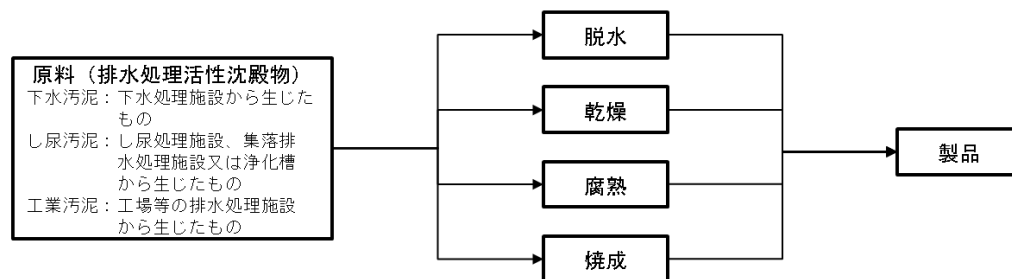 原料（排水処理活性沈殿物）
下水汚泥：下水処理施設から生じた
もの
し尿汚泥：し尿処理施設、集落排
水処理施設又は浄化槽
から生じたもの
工業汚泥：工場等の排水処理施設
から生じたもの
脱水
乾燥
腐熟
焼成
製品